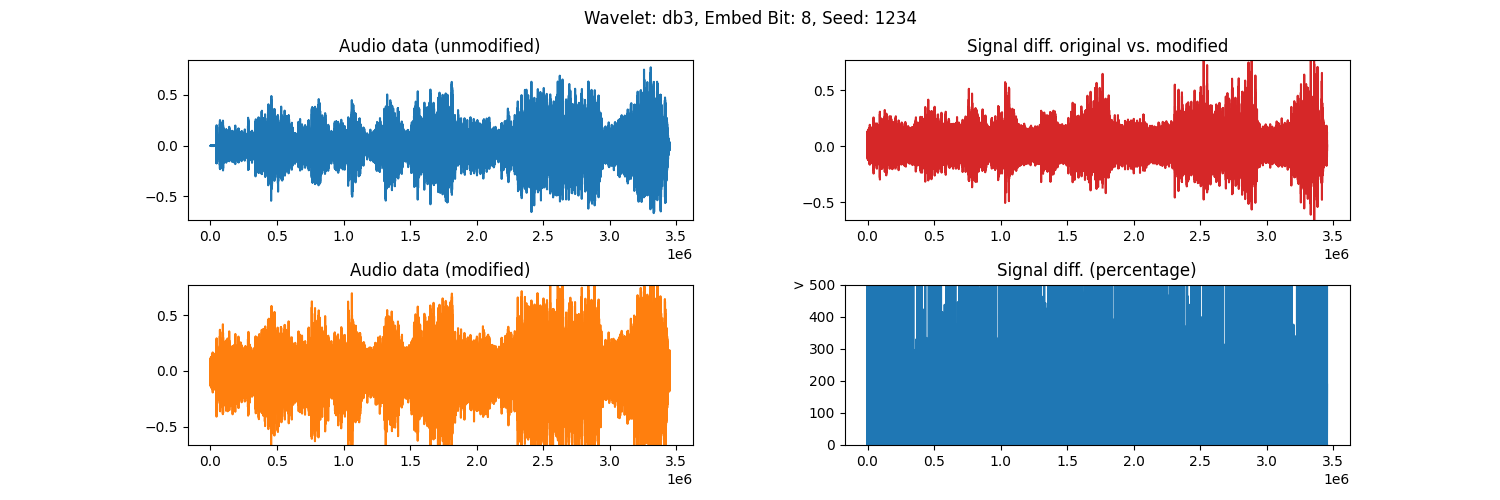 Wavelet: db3, Embed Bit: 8, Seed: 1234
Audio data (unmodified)
0.5
0.0
−0.5
0.0 0.5 1.0 1.5 2.0 2.5 3.0 3.5
1e6
Signal diff. original vs. modified
0.5
0.0
−0.5
0.0 0.5 1.0 1.5 2.0 2.5 3.0 3.5
1e6
Audio data (modified)
0.5
0.0
−0.5
0.0 0.5 1.0 1.5 2.0 2.5 3.0 3.5
1e6
Signal diff. (percentage)
> 500
400
300
200
100
0
0.0 0.5 1.0 1.5 2.0 2.5 3.0 3.5
1e6